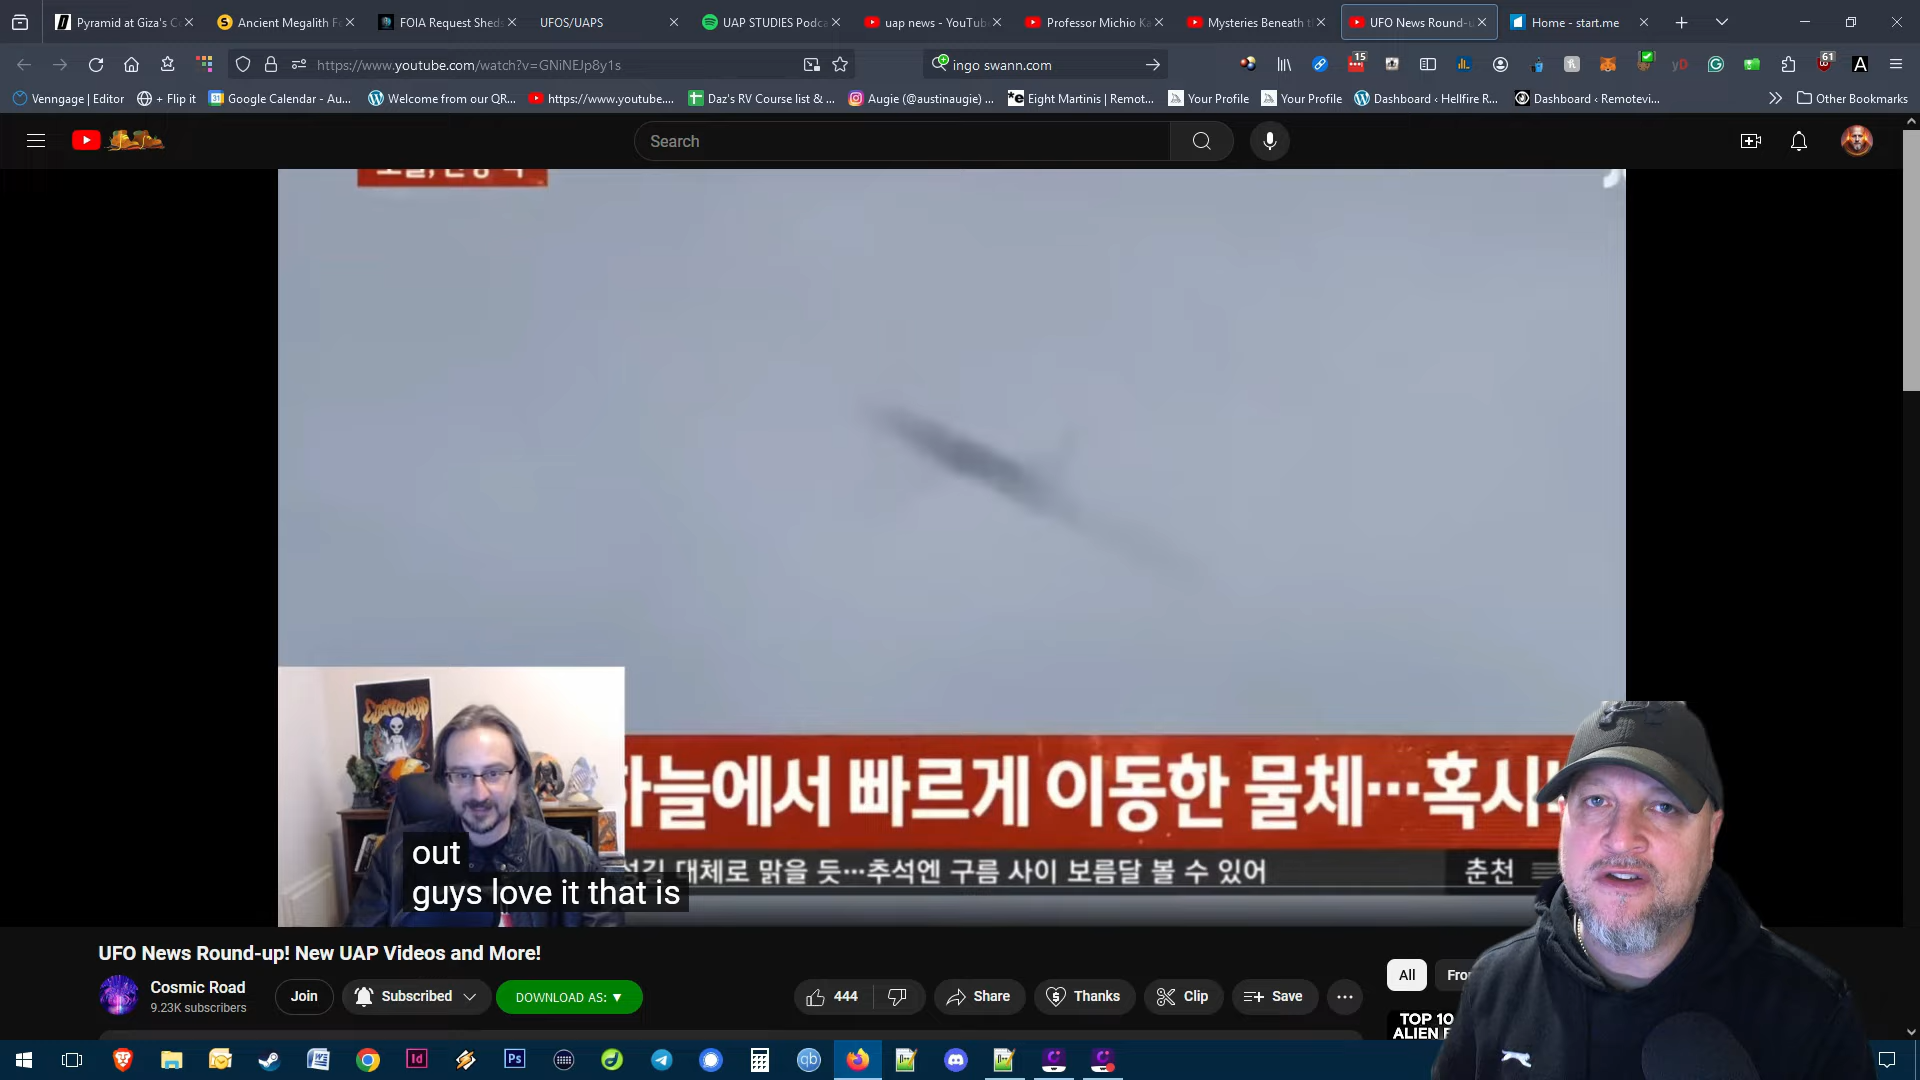 Pyramid at Giza's C
Ancient Megalith F
FOIA Request Sheds
UFOS/UAPS
UAP STUDIES Podca
uap news - YouTube
Professor Michio Ka
Mysteries Beneath t
UFO News Round-u
Home - start.me
https://www.youtube.com/watch?v=GNiNEJp8y1s
ingo swann.com
15
61
Venngage | Editor
+ Flip it
Google Calendar - Au...
Welcome from our QR...
https://www.youtube....
Daz's RV Course list & ...
Augie (@austinaugie) ...
Eight Martinis | Remot...
Your Profile
Your Profile
Dashboard ‹ Hellfire R...
Dashboard ‹ Remotevi...
Other Bookmarks
Search
하늘에서 빠르게 이동한 물체…혹시
대체로 맑을 듯…추석엔 구름 사이 보름달 볼 수 있어
춘천
out
guys love it that is
UFO News Round-up! New UAP Videos and More!
Cosmic Road
9.23K subscribers
Join
Subscribed
DOWNLOAD AS: ▼
444
Share
Thanks
Clip
Save
All
Fro
TOP 10
ALIEN